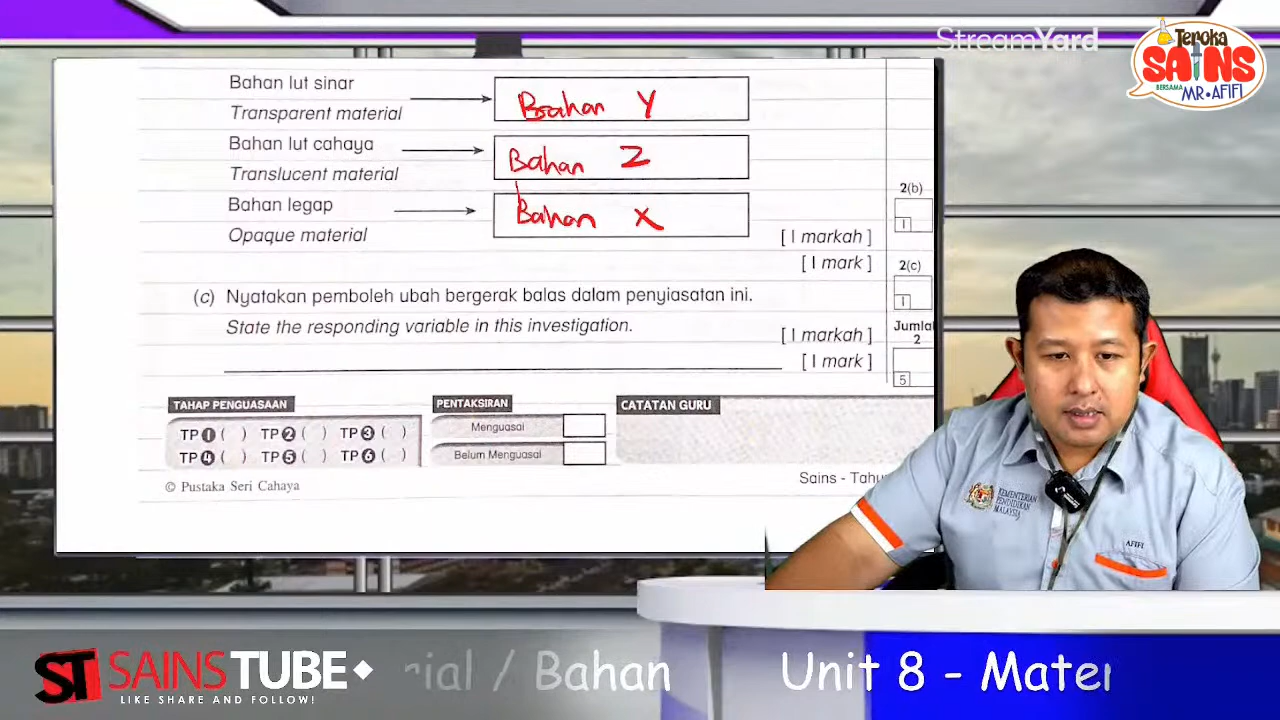 StreamYard
Teroka
SAiNS
BERSAMA
MR•AFIFI
Bahan lut sinar
Transparent material
Bahan Y
Bahan lut cahaya
Translucent material
Bahan Z
Bahan legap
Opaque material
Bahan X
[ 1 markah ]
[ 1 mark ]
2(b)
1
(c) Nyatakan pemboleh ubah bergerak balas dalam penyiasatan ini.
State the responding variable in this investigation.
[ 1 markah ]
[ 1 mark ]
2(c)
1
Jumlah
2
5
TAHAP PENGUASAAN
TP1 ( ) TP2 ( ) TP3 ( )
TP4 ( ) TP5 ( ) TP6 ( )
PENTAKSIRAN
Menguasai
Belum Menguasai
CATATAN GURU
© Pustaka Seri Cahaya
Sains - Tahu
KEMENTERIAN
PENDIDIKAN
MALAYSIA
AFIFI
ST SAINSTUBE
LIKE SHARE AND FOLLOW!
rial / Bahan Unit 8 - Mater